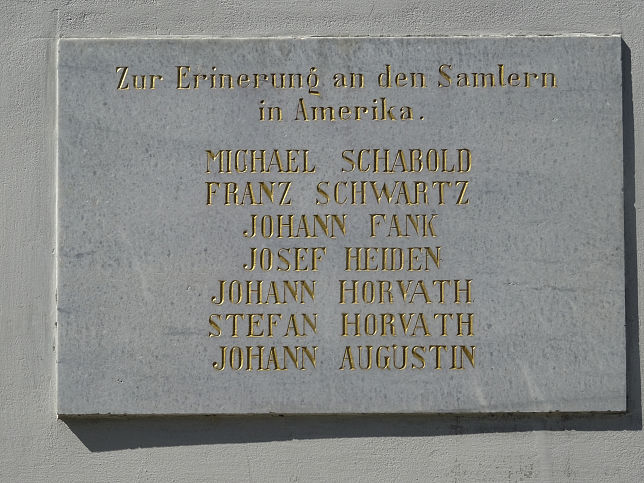 Zur Erinerung an den Samlern
in Amerika.
MICHAEL SCHABOLD
FRANZ SCHWARTZ
JOHANN FANK
JOSEF HEIDEN
JOHANN HORVATH
STEFAN HORVATH
JOHANN AUGUSTIN